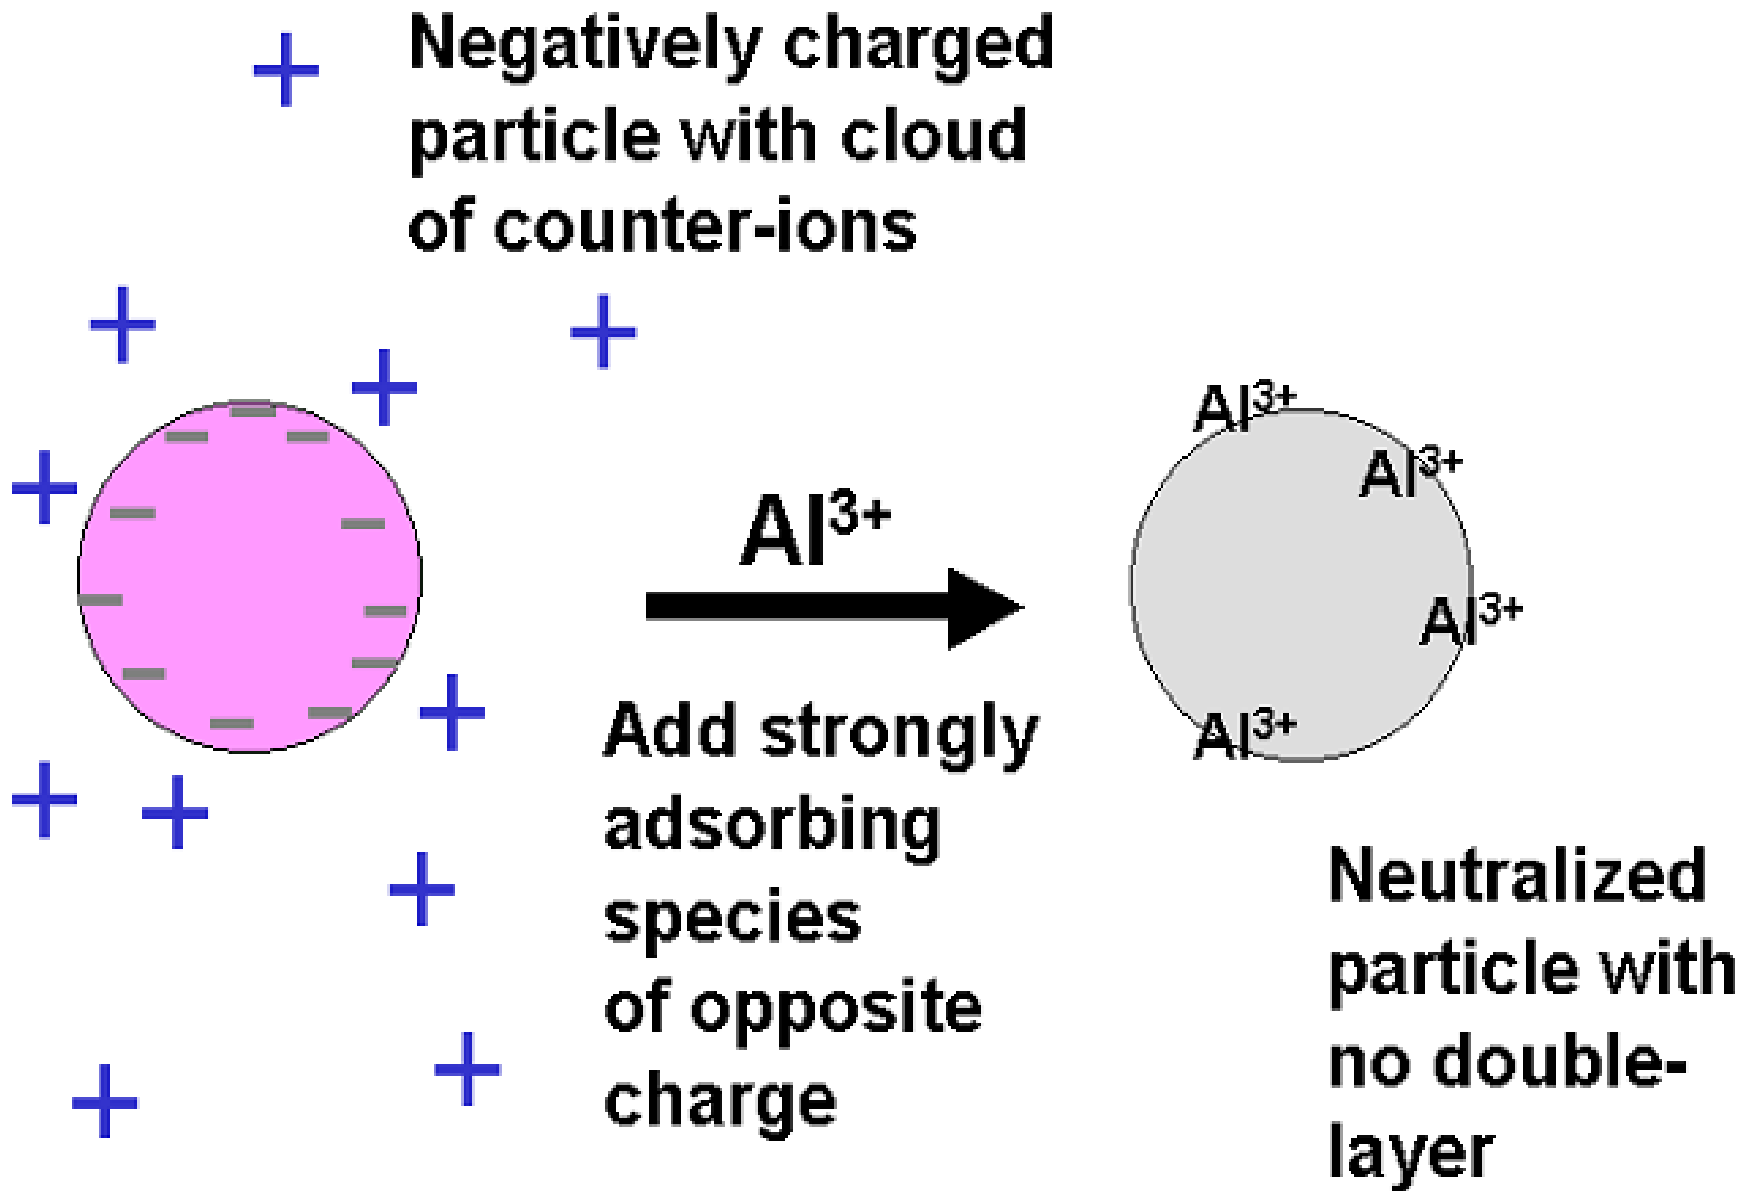 Negatively charged
particle with cloud
of counter-ions
Al³⁺
Add strongly
adsorbing
species
of opposite
charge
Al³⁺
Al³⁺
Al³⁺
Al³⁺
Neutralized
particle with
no double-
layer